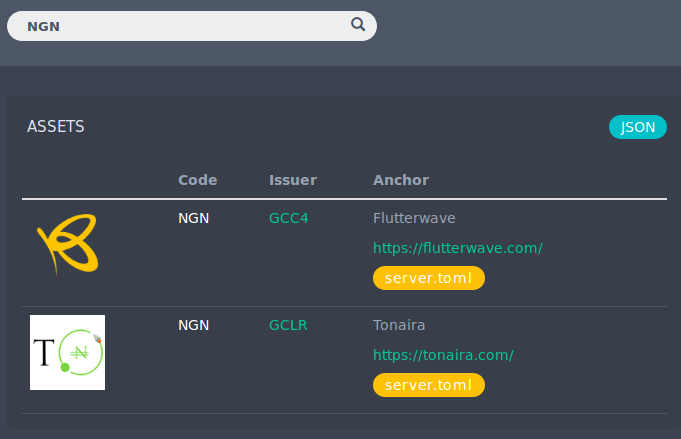 NGN
ASSETS JSON
Code Issuer Anchor
NGN GCC4 Flutterwave
https://flutterwave.com/
server.toml
T N NGN GCLR Tonaira
https://tonaira.com/
server.toml